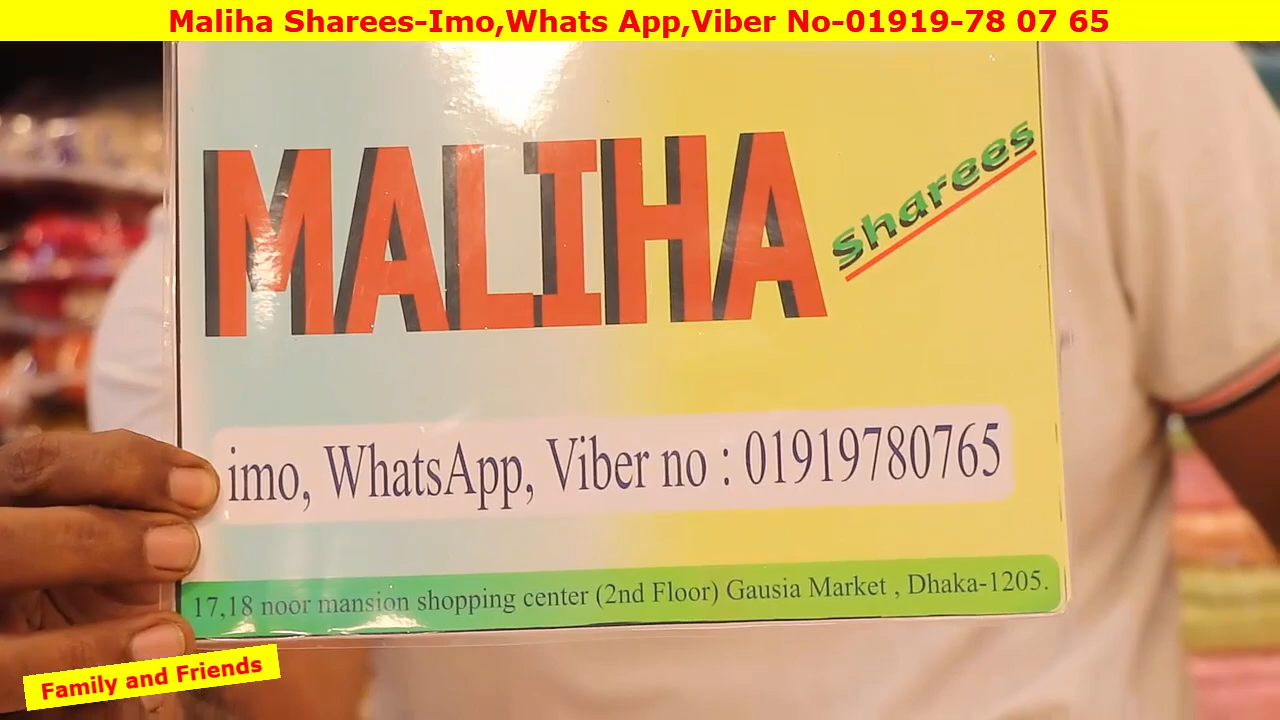 Maliha Sharees-Imo,Whats App,Viber No-01919-78 07 65
MALIHA sharees
imo, WhatsApp, Viber no : 01919780765
17,18 noor mansion shopping center (2nd Floor) Gausia Market , Dhaka-1205.
Family and Friends